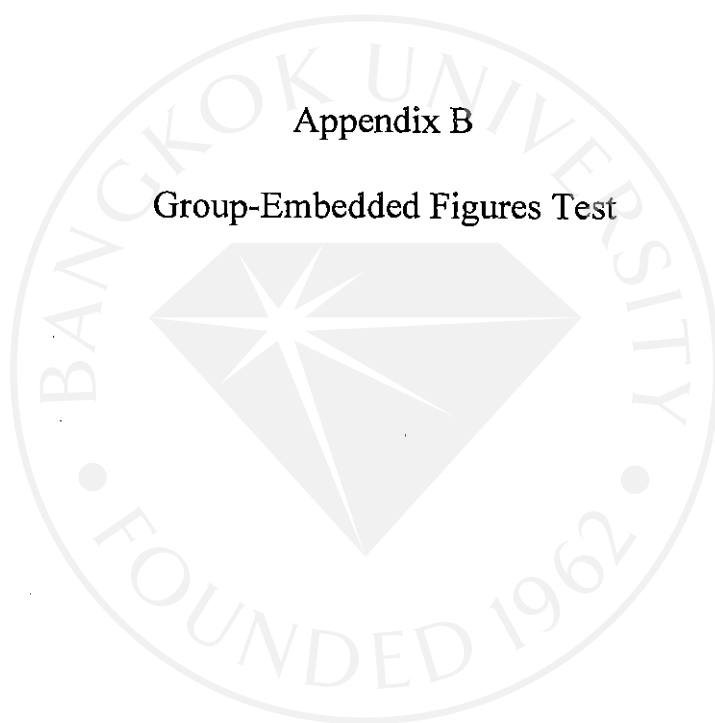 Appendix B
Group-Embedded Figures Test
BANGKOK UNIVERSITY
• FOUNDED 1962 •